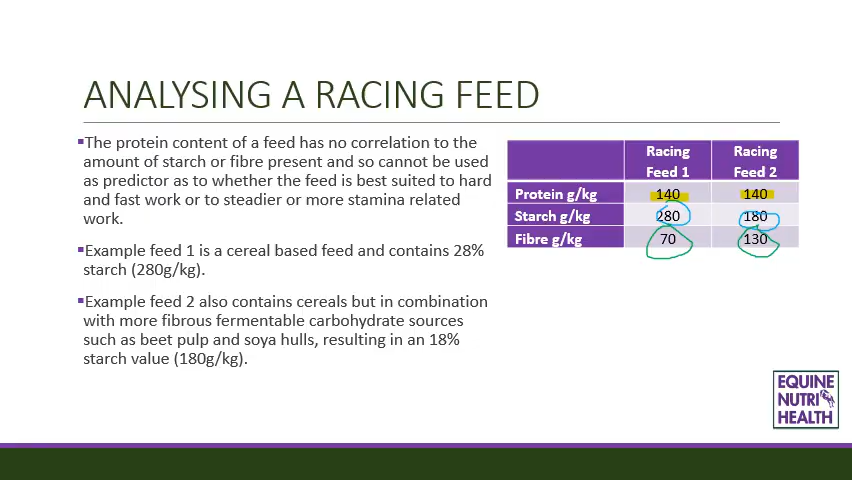 ANALYSING A RACING FEED
▪The protein content of a feed has no correlation to the
amount of starch or fibre present and so cannot be used
as predictor as to whether the feed is best suited to hard
and fast work or to steadier or more stamina related
work.
▪Example feed 1 is a cereal based feed and contains 28%
starch (280g/kg).
▪Example feed 2 also contains cereals but in combination
with more fibrous fermentable carbohydrate sources
such as beet pulp and soya hulls, resulting in an 18%
starch value (180g/kg).
Racing Racing
Feed 1 Feed 2
Protein g/kg 140 140
Starch g/kg 280 180
Fibre g/kg 70 130
EQUINE
NUTRI
HEALTH